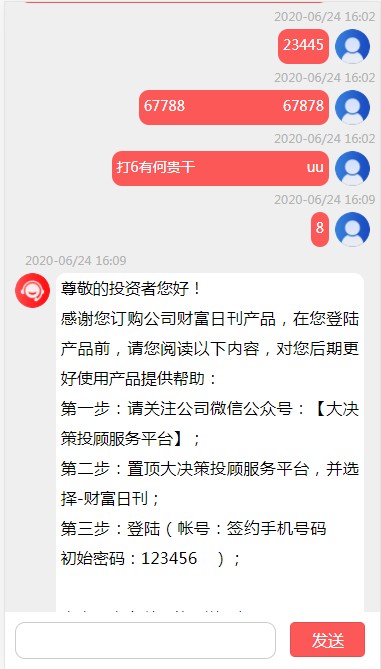 2020-06/24 16:02
23445
2020-06/24 16:02
67788 67878
2020-06/24 16:02
打6有何贵干 uu
2020-06/24 16:09
8
2020-06/24 16:09
尊敬的投资者您好！
感谢您订购公司财富日刊产品，在您登陆
产品前，请您阅读以下内容，对您后期更
好使用产品提供帮助：
第一步：请关注公司微信公众号：【大决
策投顾服务平台】；
第二步：置顶大决策投顾服务平台，并选
择-财富日刊；
第三步：登陆（帐号：签约手机号码
初始密码：123456 ）；
发送